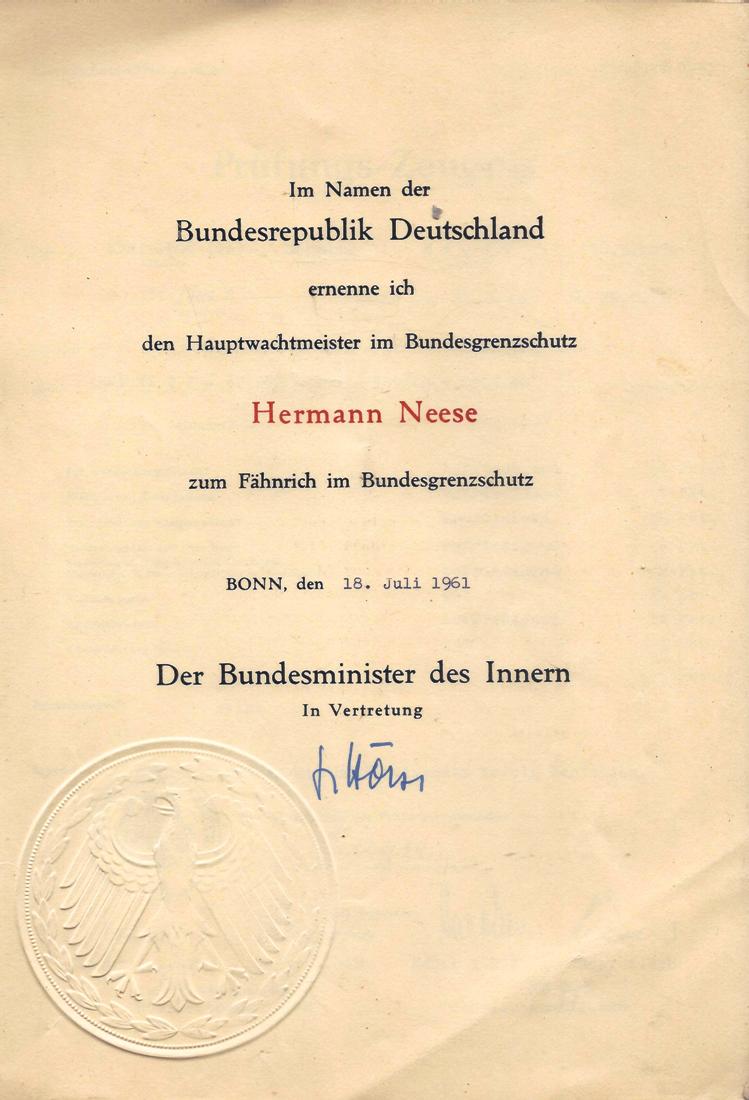 Im Namen der
Bundesrepublik Deutschland
ernenne ich
den Hauptwachtmeister im Bundesgrenzschutz
Hermann Neese
zum Fähnrich im Bundesgrenzschutz
BONN, den 18. Juli 1961
Der Bundesminister des Innern
In Vertretung